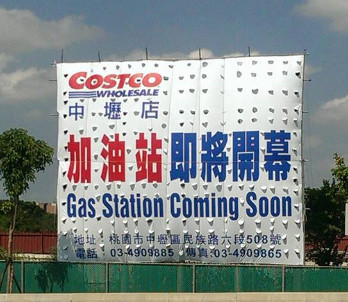 COSTCO
WHOLESALE
中壢店
加油站即將開幕
Gas Station Coming Soon
地址：桃園市中壢區民族路六段508號
電話：03-4909885 傳真:03-4909865